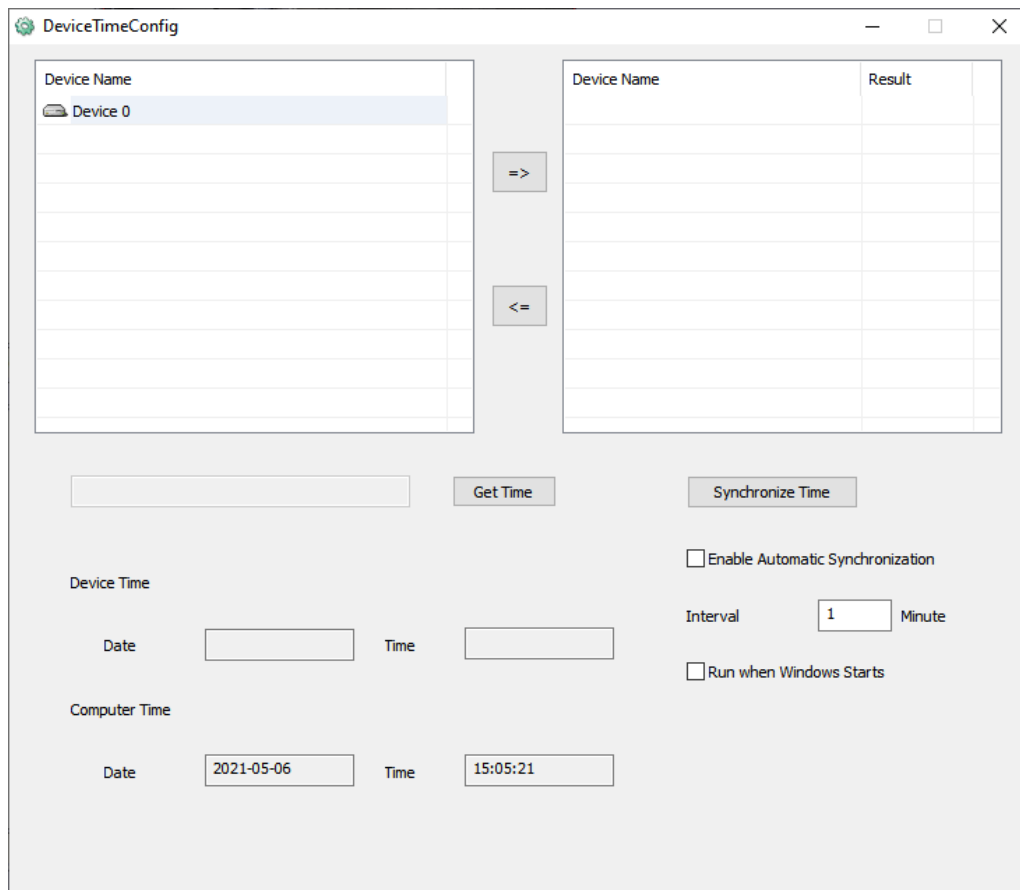 DeviceTimeConfig
Device Name
Device 0
=>
<=
Device Name Result
Get Time
Synchronize Time
Enable Automatic Synchronization
Interval 1 Minute
Run when Windows Starts
Device Time
Date Time
Computer Time
Date 2021-05-06 Time 15:05:21